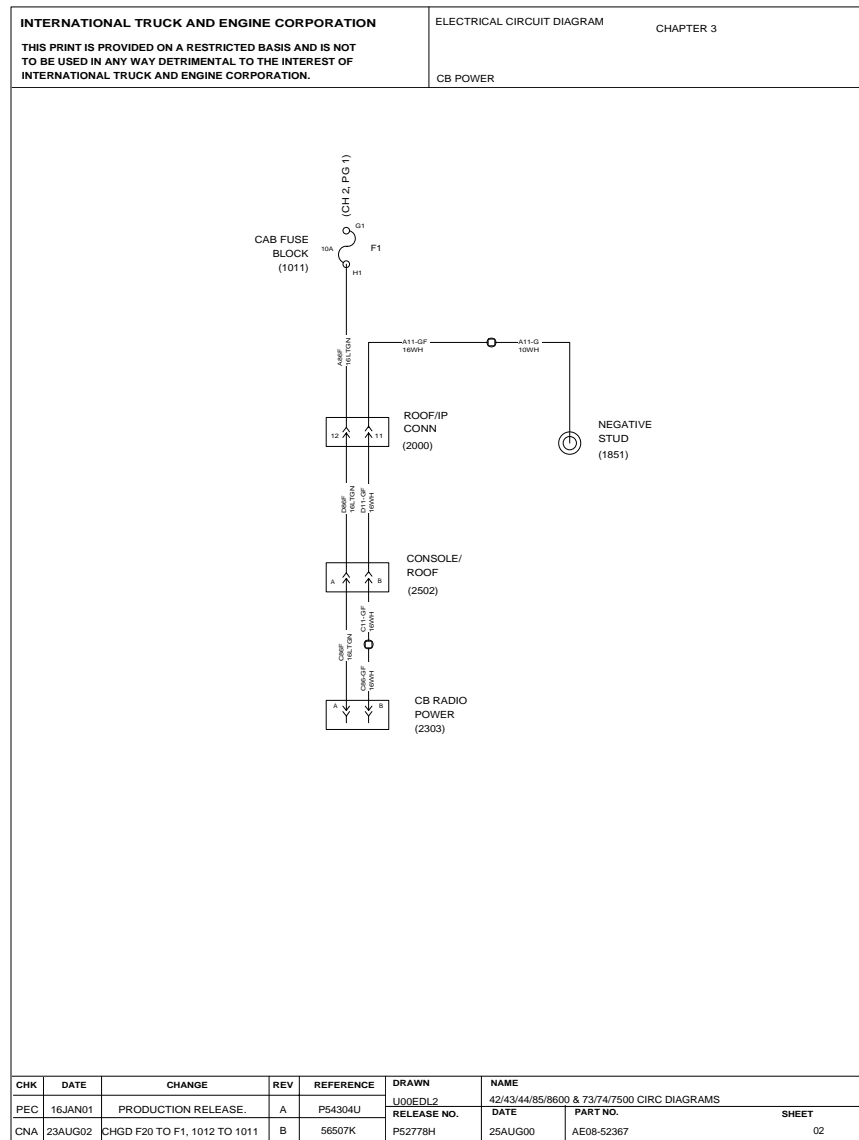 INTERNATIONAL TRUCK AND ENGINE CORPORATION
THIS PRINT IS PROVIDED ON A RESTRICTED BASIS AND IS NOT
TO BE USED IN ANY WAY DETRIMENTAL TO THE INTEREST OF
INTERNATIONAL TRUCK AND ENGINE CORPORATION.
ELECTRICAL CIRCUIT DIAGRAM
CHAPTER 3
CB POWER
(CH 2, PG 1)
G1
CAB FUSE
BLOCK
(1011)
10A
F1
H1
A86F
16LTGN
A11-GF
16WH
A11-G
10WH
ROOF/IP
CONN
(2000)
12
11
NEGATIVE
STUD
(1851)
D86F
16LTGN
D11-GF
16WH
CONSOLE/
ROOF
(2502)
A
B
C86F
16LTGN
C11-GF
16WH
C86-GF
16WH
CB RADIO
POWER
(2303)
A
B
CHK DATE CHANGE REV REFERENCE
PEC 16JAN01 PRODUCTION RELEASE. A P54304U
CNA 23AUG02 CHGD F20 TO F1, 1012 TO 1011 B 56507K
DRAWN
U00EDL2
RELEASE NO.
P52778H
NAME
42/43/44/85/8600 & 73/74/7500 CIRC DIAGRAMS
DATE
25AUG00
PART NO.
AE08-52367
SHEET
02